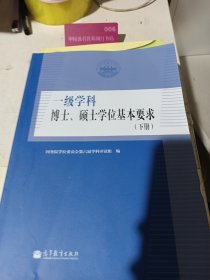 006
一级学科
博士、硕士学位基本要求
（下册）
国务院学位委员会第六届学科评议组 编
高等教育出版社